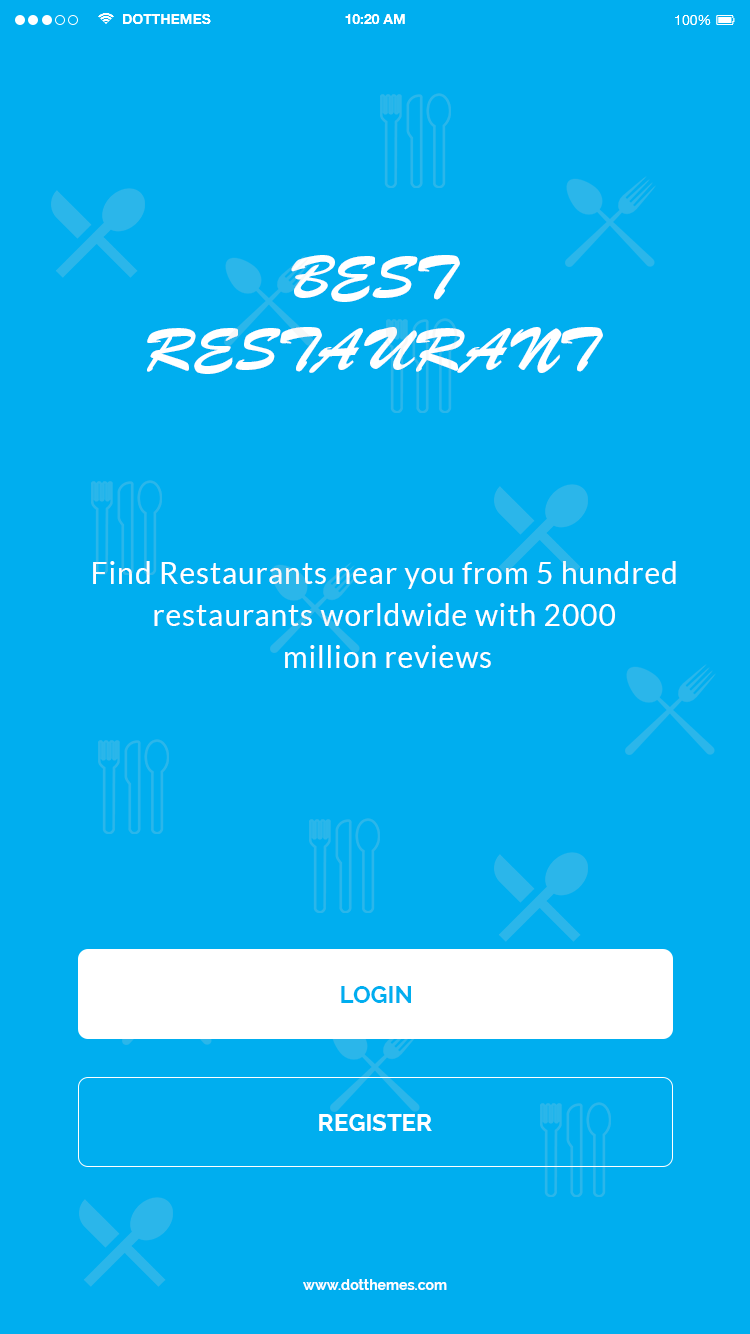 DOTTHEMES 10:20 AM 100%
BEST
RESTAURANT
Find Restaurants near you from 5 hundred
restaurants worldwide with 2000
million reviews
LOGIN
REGISTER
www.dotthemes.com